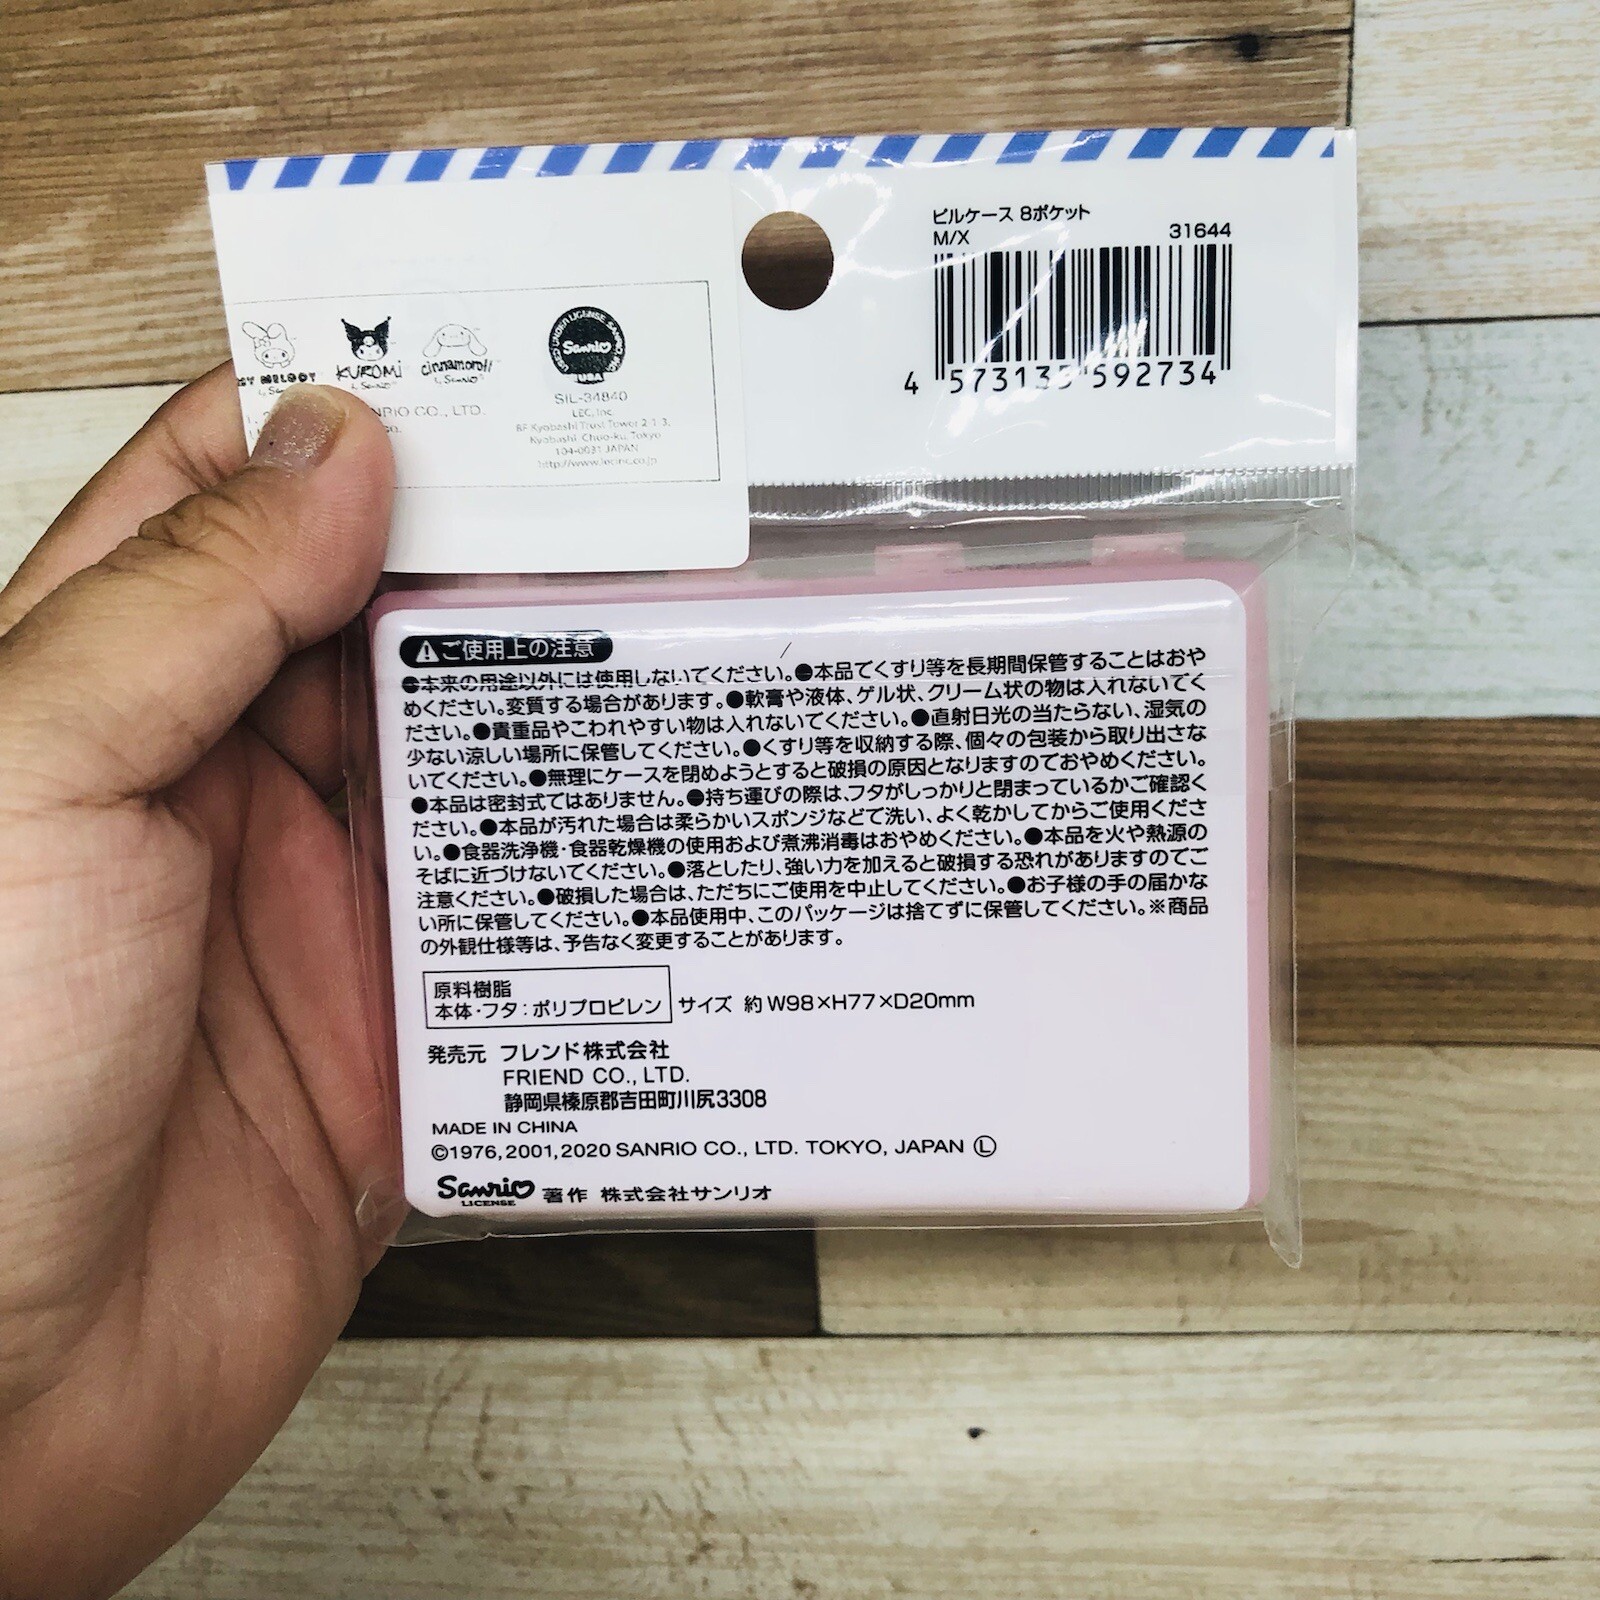 ピルケース 8ポケット
M/X
31644
4 573135 592734
MY MELODY
KUROMI
by Sanrio
cinnamoroll
by Sanrio
Sanrio
SIL-34840
LEC, Inc.
8F Kyobashi Trust Tower 2-1-3,
Kyobashi, Chuo-ku, Tokyo
104-0031 JAPAN
http://www.lecinc.co.jp
NRIO CO., LTD.
ご使用上の注意
●本来の用途以外には使用しないでください。●本品でくすり等を長期間保管することはおや
めください。変質する場合があります。●軟膏や液体、ゲル状、クリーム状の物は入れないでく
ださい。●貴重品やこわれやすい物は入れないでください。●直射日光の当たらない、湿気の
少ない涼しい場所に保管してください。●くすり等を収納する際、個々の包装から取り出さな
いでください。●無理にケースを閉めようとすると破損の原因となりますのでおやめください。
●本品は密封式ではありません。●持ち運びの際は、フタがしっかりと閉まっているかご確認く
ださい。●本品が汚れた場合は柔らかいスポンジなどで洗い、よく乾かしてからご使用くださ
い。●食器洗浄機・食器乾燥機の使用および煮沸消毒はおやめください。●本品を火や熱源の
そばに近づけないでください。●落としたり、強い力を加えると破損する恐れがありますのでご
注意ください。●破損した場合は、ただちにご使用を中止してください。●お子様の手の届かな
い所に保管してください。●本品使用中、このパッケージは捨てずに保管してください。※商品
の外観仕様等は、予告なく変更することがあります。
原料樹脂
本体・フタ：ポリプロピレン
サイズ 約W98×H77×D20mm
発売元 フレンド株式会社
FRIEND CO., LTD.
静岡県榛原郡吉田町川尻3308
MADE IN CHINA
©1976,2001,2020 SANRIO CO., LTD. TOKYO, JAPAN Ⓛ
Sanrio LICENSE 著作 株式会社サンリオ